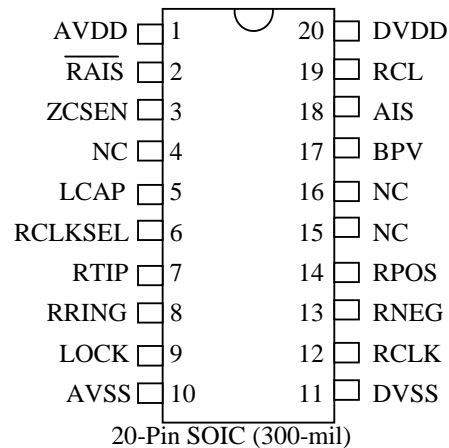 AVDD 1 20 DVDD
RAIS 2 19 RCL
ZCSEN 3 18 AIS
NC 4 17 BPV
LCAP 5 16 NC
RCLKSEL 6 15 NC
RTIP 7 14 RPOS
RRING 8 13 RNEG
LOCK 9 12 RCLK
AVSS 10 11 DVSS
20-Pin SOIC (300-mil)